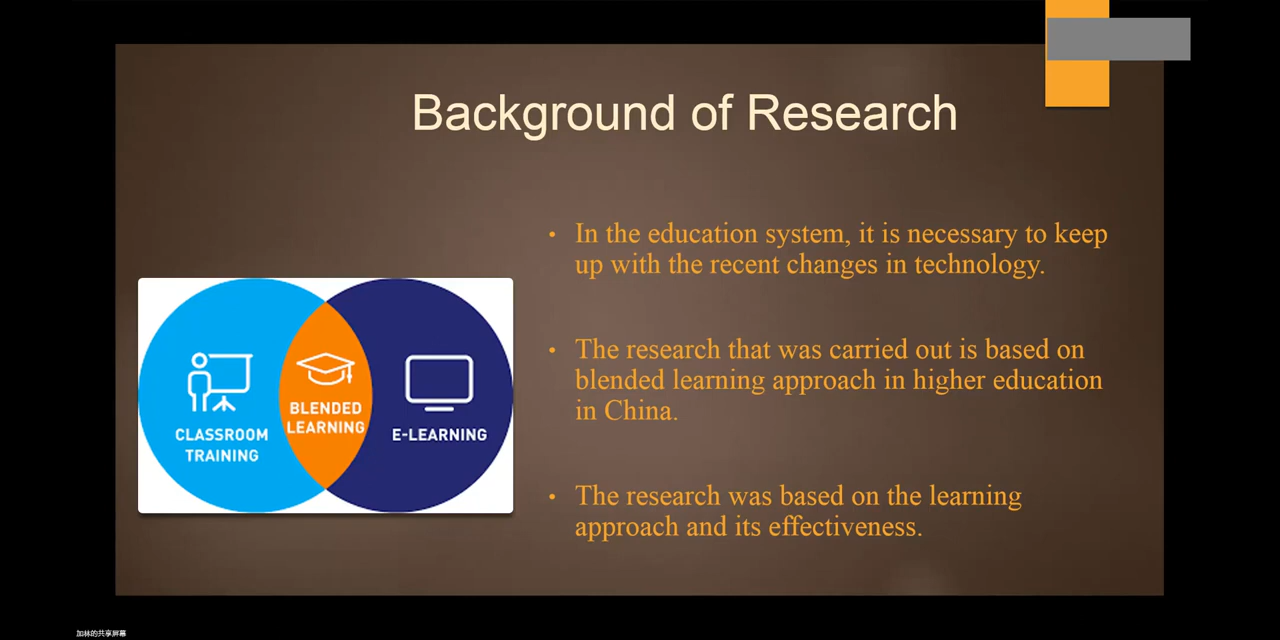 Background of Research
• In the education system, it is necessary to keep
up with the recent changes in technology.
• The research that was carried out is based on
blended learning approach in higher education
in China.
• The research was based on the learning
approach and its effectiveness.
CLASSROOM
TRAINING
BLENDED
LEARNING
E-LEARNING
加林的共享屏幕